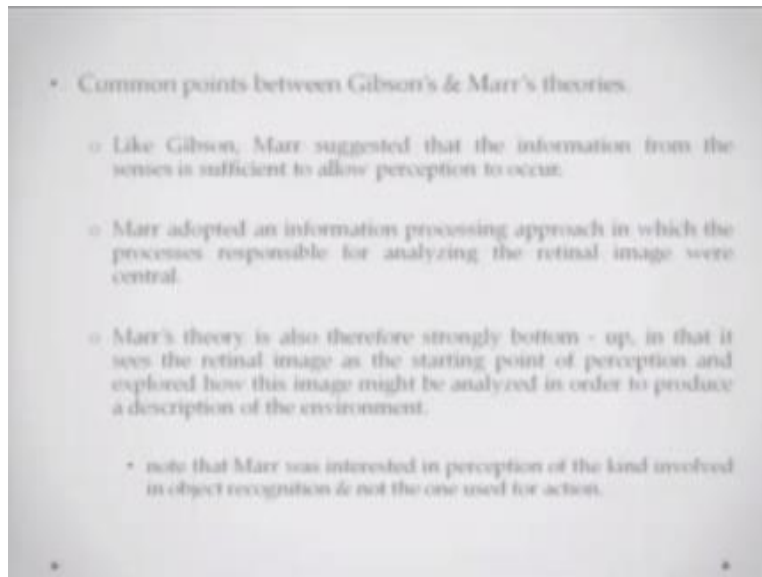 • Common points between Gibson's & Marr's theories.
o Like Gibson, Marr suggested that the information from the
senses is sufficient to allow perception to occur.
o Marr adopted an information processing approach in which the
processes responsible for analyzing the retinal image were
central.
o Marr's theory is also therefore strongly bottom - up, in that it
sees the retinal image as the starting point of perception and
explored how this image might be analyzed in order to produce
a description of the environment.
• note that Marr was interested in perception of the kind involved
in object recognition & not the one used for action.